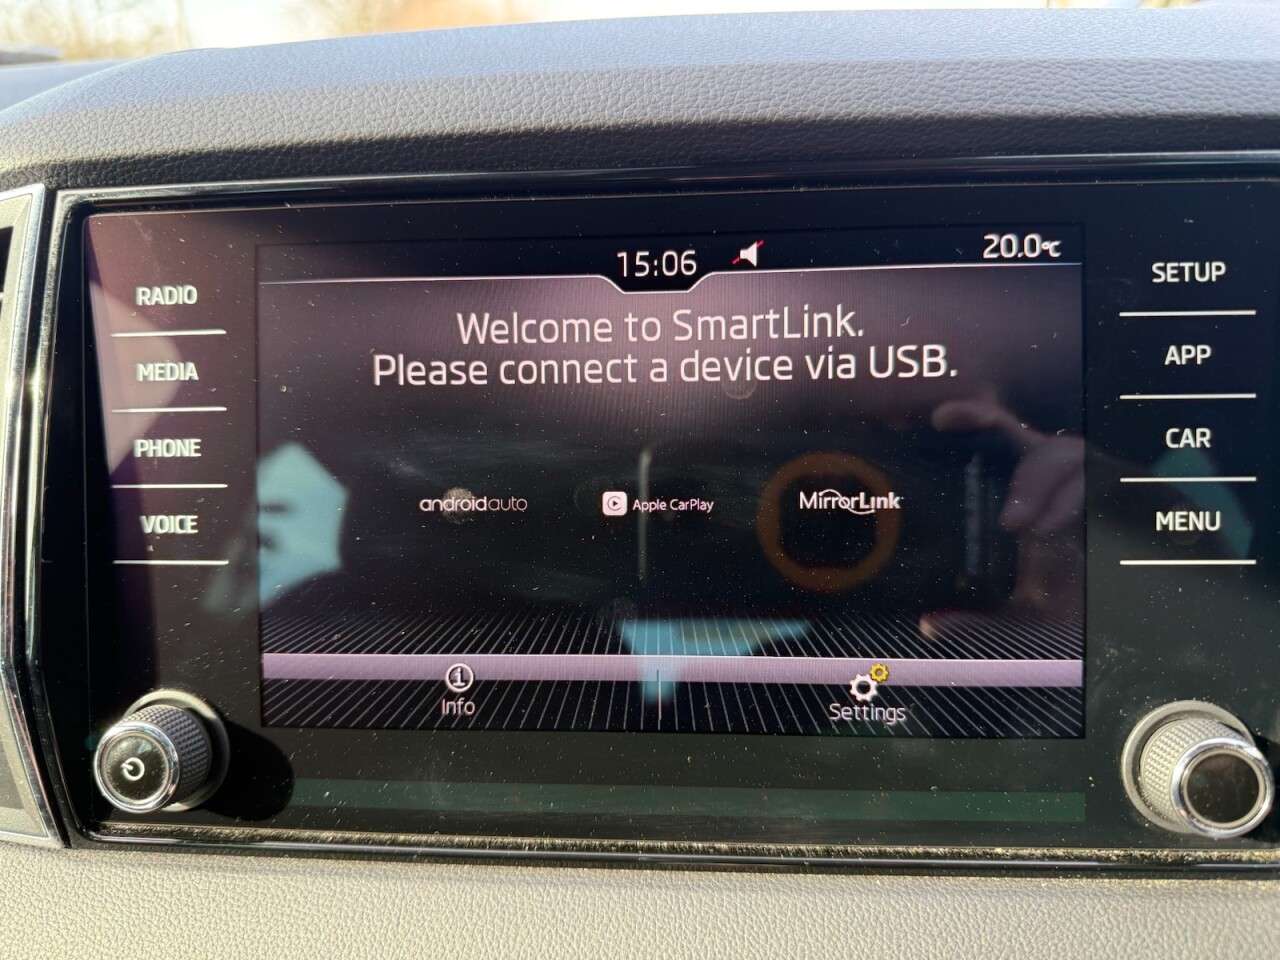 15:06
20.0°C
RADIO
MEDIA
PHONE
VOICE
Welcome to SmartLink.
Please connect a device via USB.
androidauto
Apple CarPlay
MirrorLink
Info
Settings
SETUP
APP
CAR
MENU